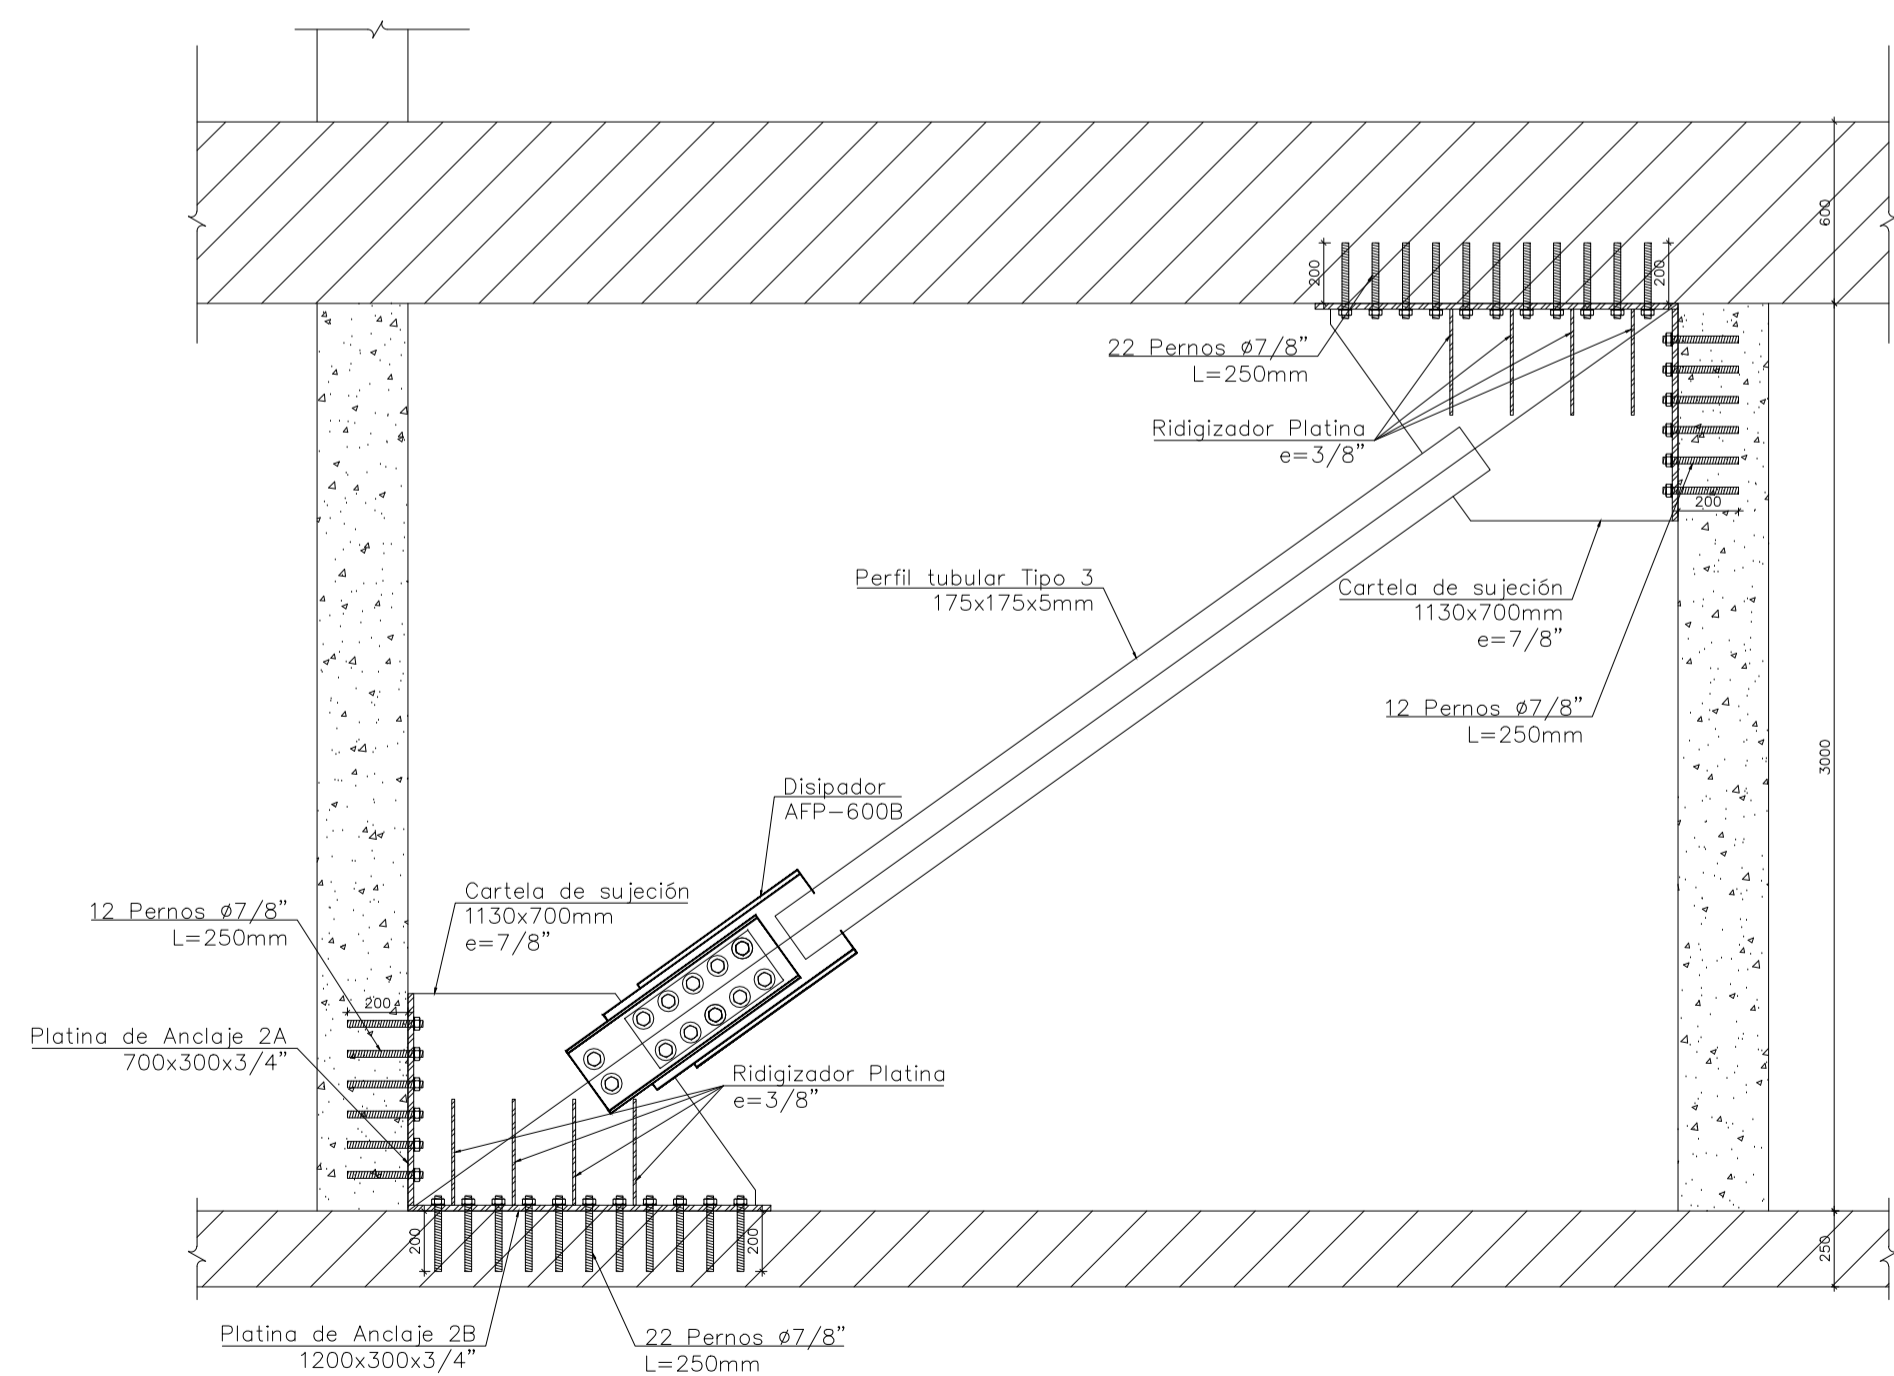 600
200
200
22 Pernos ø7/8"
L=250mm
Ridigizador Platina
e=3/8"
200
Perfil tubular Tipo 3
175x175x5mm
Cartela de sujeción
1130x700mm
e=7/8"
12 Pernos ø7/8"
L=250mm
3000
Disipador
AFP-600B
Cartela de sujeción
1130x700mm
e=7/8"
12 Pernos ø7/8"
L=250mm
200
Platina de Anclaje 2A
700x300x3/4"
Ridigizador Platina
e=3/8"
200
200
250
Platina de Anclaje 2B
1200x300x3/4"
22 Pernos ø7/8"
L=250mm